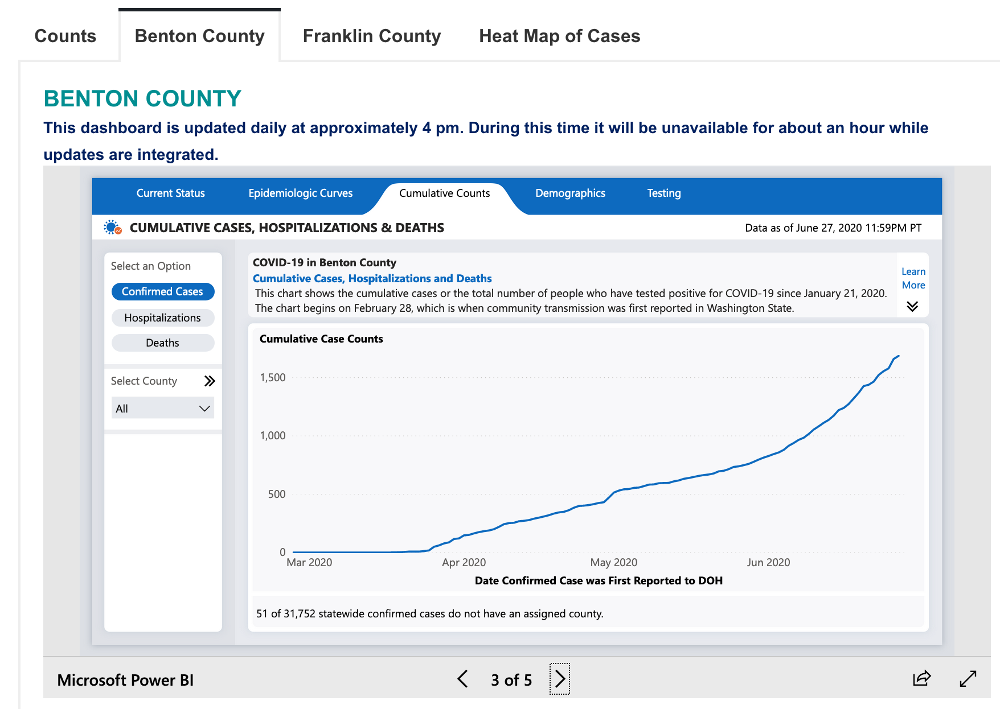 Counts
Benton County
Franklin County
Heat Map of Cases
BENTON COUNTY
This dashboard is updated daily at approximately 4 pm. During this time it will be unavailable for about an hour while
updates are integrated.
Current Status
Epidemiologic Curves
Cumulative Counts
Demographics
Testing
CUMULATIVE CASES, HOSPITALIZATIONS & DEATHS
Data as of June 27, 2020 11:59PM PT
Select an Option
Confirmed Cases
Hospitalizations
Deaths
Select County
All
COVID-19 in Benton County
Cumulative Cases, Hospitalizations and Deaths
This chart shows the cumulative cases or the total number of people who have tested positive for COVID-19 since January 21, 2020.
The chart begins on February 28, which is when community transmission was first reported in Washington State.
Learn
More
Cumulative Case Counts
1,500
1,000
500
0
Mar 2020
Apr 2020
May 2020
Jun 2020
Date Confirmed Case was First Reported to DOH
51 of 31,752 statewide confirmed cases do not have an assigned county.
Microsoft Power BI
3 of 5